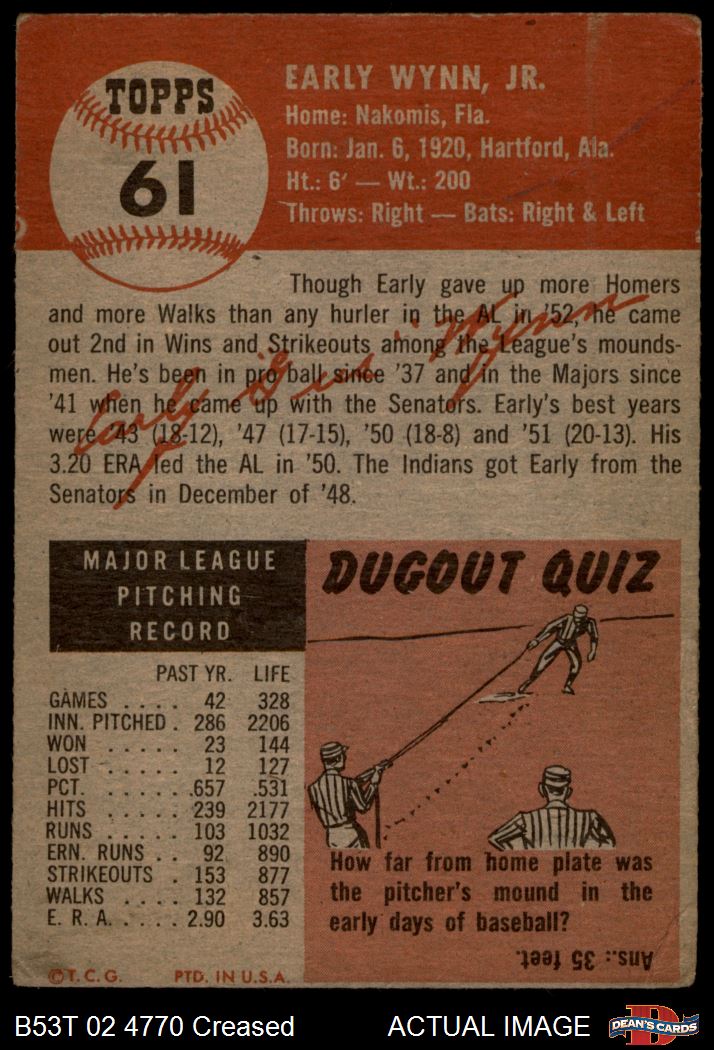 TOPPS
61
EARLY WYNN, JR.
Home: Nakomis, Fla.
Born: Jan. 6, 1920, Hartford, Ala.
Ht.: 6' — Wt.: 200
Throws: Right — Bats: Right & Left
Though Early gave up more Homers
and more Walks than any hurler in the AL in '52, he came
out 2nd in Wins and Strikeouts among the League's mounds-
men. He's been in pro ball since '37 and in the Majors since
'41 when he came up with the Senators. Early's best years
were '43 (18-12), '47 (17-15), '50 (18-8) and '51 (20-13). His
3.20 ERA led the AL in '50. The Indians got Early from the
Senators in December of '48.
Early "Gus" Wynn
MAJOR LEAGUE
PITCHING
RECORD
PAST YR. LIFE
GAMES . . . . 42 328
INN. PITCHED . 286 2206
WON . . . . . 23 144
LOST . . . . . 12 127
PCT. . . . . . .657 .531
HITS . . . . . 239 2177
RUNS . . . . . 103 1032
ERN. RUNS . . 92 890
STRIKEOUTS . 153 877
WALKS . . . . 132 857
E. R. A. . . . . 2.90 3.63
©T.C.G. PTD. IN U.S.A.
DUGOUT QUIZ
How far from home plate was
the pitcher's mound in the
early days of baseball?
Ans.: 35 feet.
B53T 02 4770 Creased ACTUAL IMAGE
D
DEAN'S CARDS